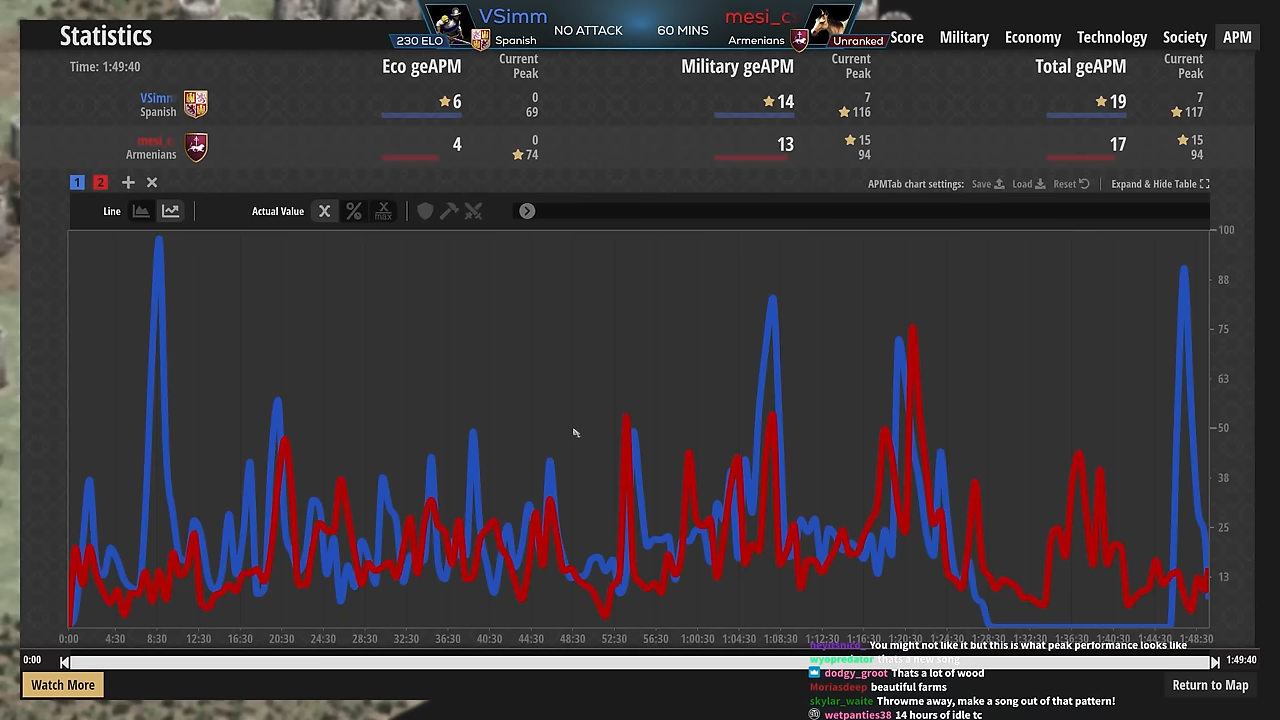 VSimm
mesi_c
230 ELO
Spanish
NO ATTACK
60 MINS
Armenians
Unranked
Statistics
Score Military Economy Technology Society APM
Time: 1:49:40
Eco geAPM Current Peak
Military geAPM Current Peak
Total geAPM Current Peak
VSimm
Spanish
6 0 69
14 7 116
19 7 117
mesi_c
Armenians
4 0 74
13 15 94
17 15 94
1 2
APMTab chart settings: Save Load Reset Expand & Hide Table
Line Actual Value X % X max
100
88
75
63
50
38
25
13
0:00 4:30 8:30 12:30 16:30 20:30 24:30 28:30 32:30 36:30 40:30 44:30 48:30 52:30 56:30 1:00:30 1:04:30 1:08:30 1:12:30 1:16:30 1:20:30 1:24:30 1:28:30 1:32:30 1:36:30 1:40:30 1:44:30 1:48:30
You might not like it but this is what peak performance looks like
0:00 1:49:40
wyopredator thats a new song
dodgy_groot Thats a lot of wood
Watch More
Return to Map
Moriasdeep beautiful farms
skylar_waite Throwme away, make a song out of that pattern!
wetpanties38 14 hours of idle tc